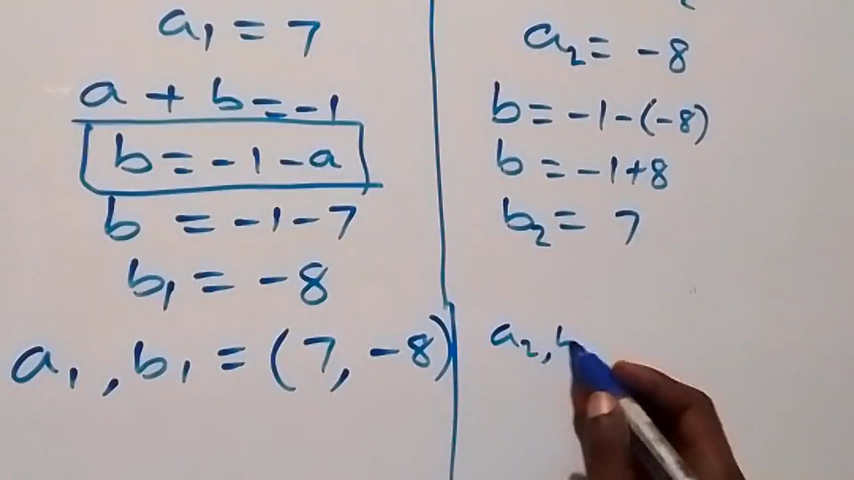 a₁ = 7
a + b = -1
b = -1 - a
b = -1 - 7
b₁ = -8
a₁, b₁ = (7, -8)
a₂ = -8
b = -1 - (-8)
b = -1 + 8
b₂ = 7
a₂, b